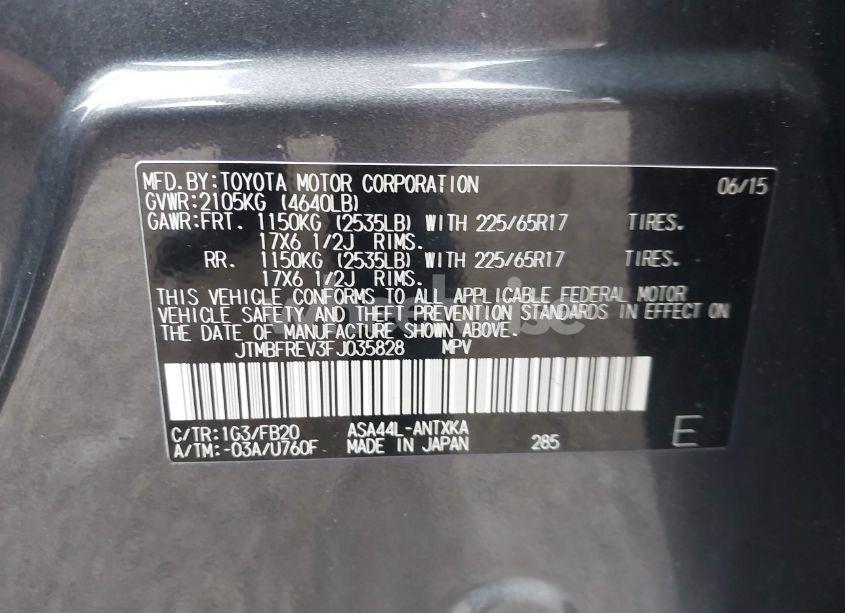 MFD.BY:TOYOTA MOTOR CORPORATION 06/15
GVWR:2105KG (4640LB)
GAWR:FRT. 1150KG (2535LB) WITH 225/65R17 TIRES.
17X6 1/2J RIMS.
RR. 1150KG (2535LB) WITH 225/65R17 TIRES.
17X6 1/2J RIMS.
THIS VEHICLE CONFORMS TO ALL APPLICABLE FEDERAL MOTOR
VEHICLE SAFETY AND THEFT PREVENTION STANDARDS IN EFFECT ON
THE DATE OF MANUFACTURE SHOWN ABOVE.
JTMBFREV3FJ035828 MPV
C/TR:1G3/FB20 ASA44L-ANTXKA
A/TM:-03A/U760F MADE IN JAPAN 285 E